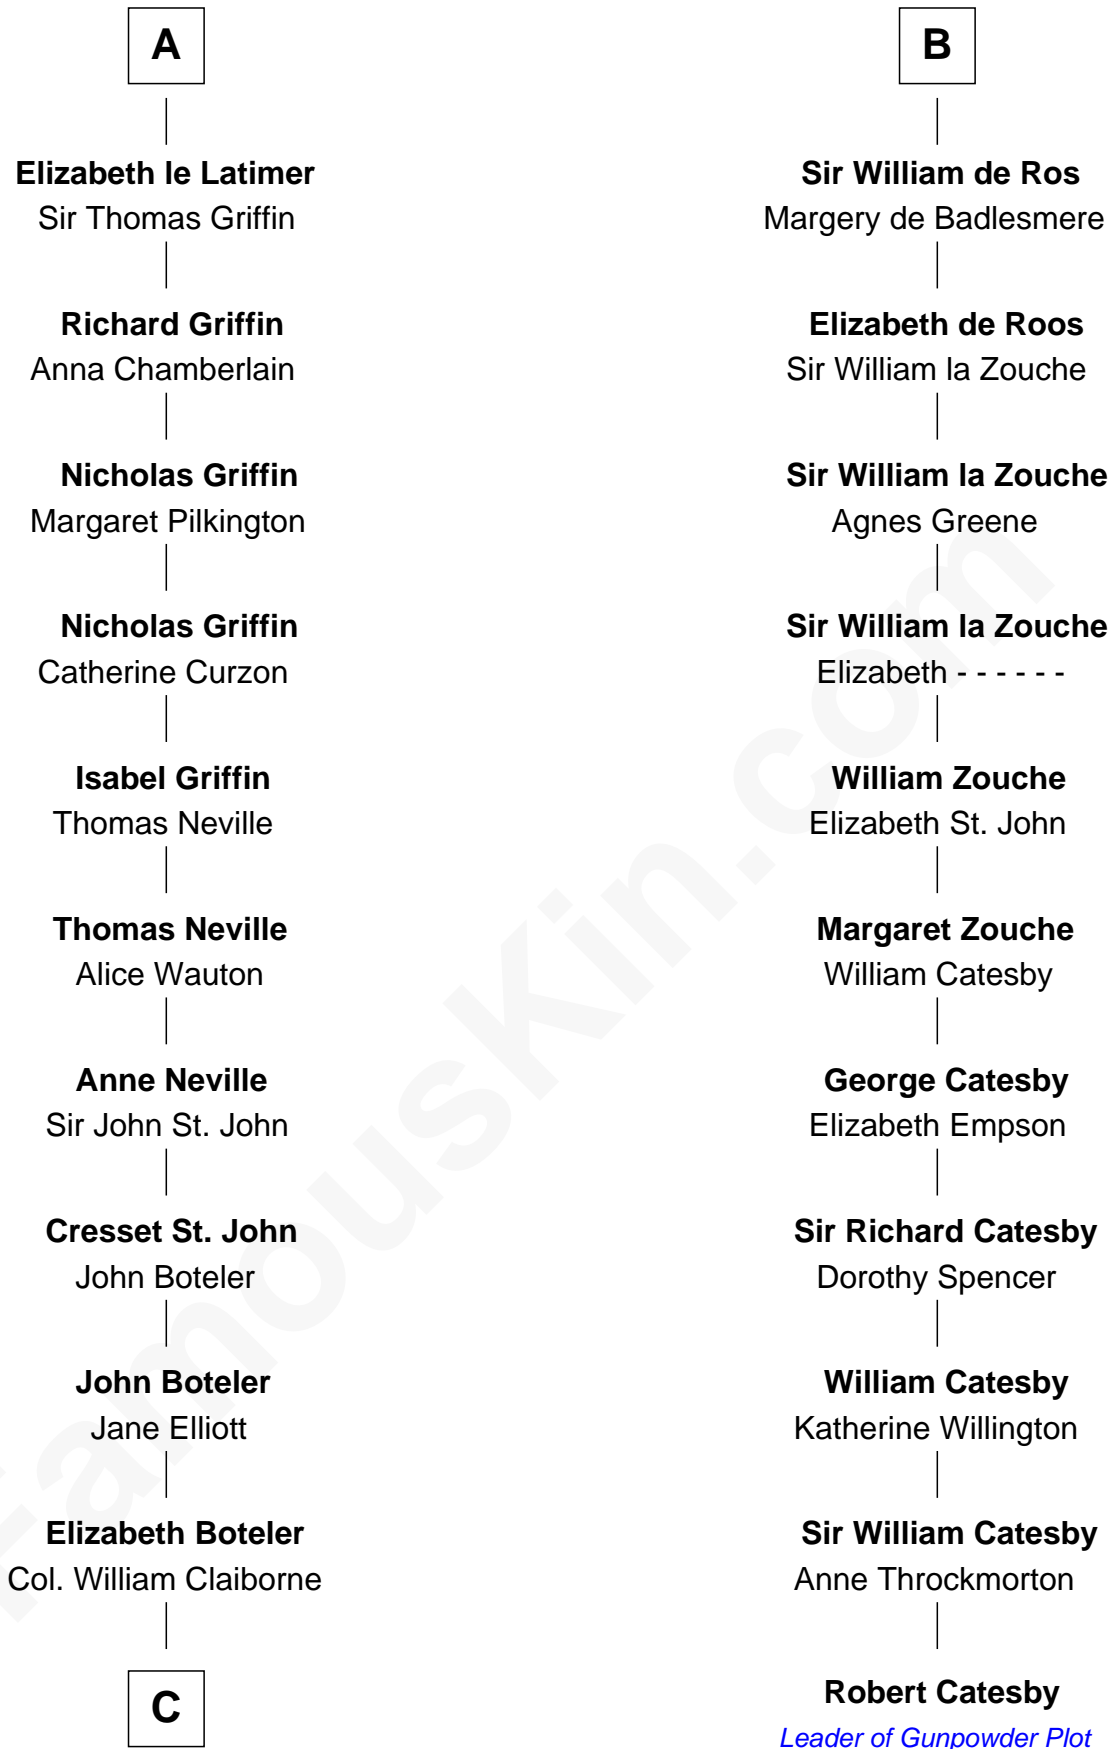 A
Elizabeth le Latimer
Sir Thomas Griffin
Richard Griffin
Anna Chamberlain
Nicholas Griffin
Margaret Pilkington
Nicholas Griffin
Catherine Curzon
Isabel Griffin
Thomas Neville
Thomas Neville
Alice Wauton
Anne Neville
Sir John St. John
Cresset St. John
John Boteler
John Boteler
Jane Elliott
Elizabeth Boteler
Col. William Claiborne
C
B
Sir William de Ros
Margery de Badlesmere
Elizabeth de Roos
Sir William la Zouche
Sir William la Zouche
Agnes Greene
Sir William la Zouche
Elizabeth - - - - - -
William Zouche
Elizabeth St. John
Margaret Zouche
William Catesby
George Catesby
Elizabeth Empson
Sir Richard Catesby
Dorothy Spencer
William Catesby
Katherine Willington
Sir William Catesby
Anne Throckmorton
Robert Catesby
Leader of Gunpowder Plot
FamousKin.com